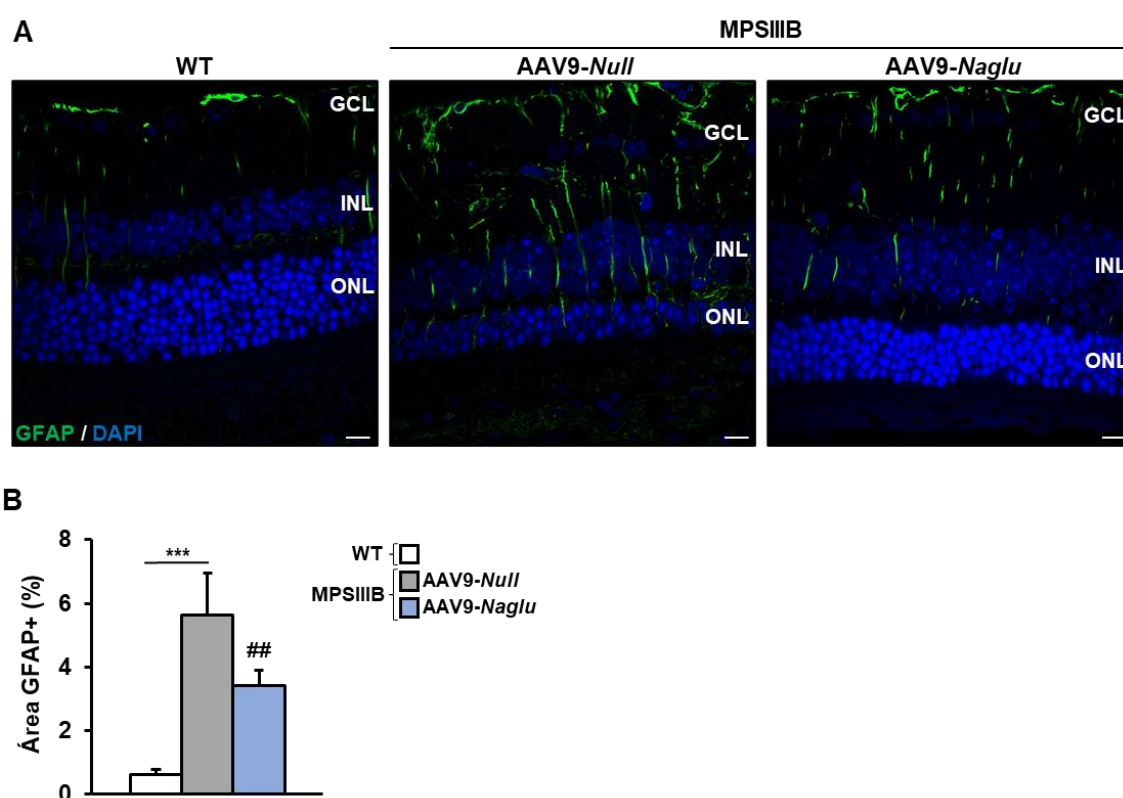 A
MPSIIIB
WT
AAV9-Null
AAV9-Naglu
GCL
INL
ONL
GFAP / DAPI
GCL
INL
ONL
GCL
INL
ONL
B
Área GFAP+ (%)
8
6
4
2
0
***
##
WT
MPSIIIB
AAV9-Null
AAV9-Naglu